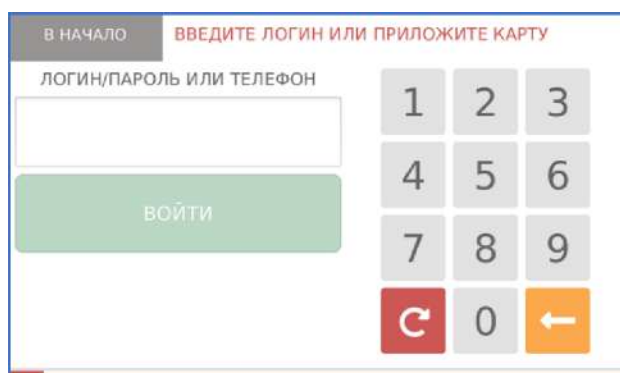 В НАЧАЛО
ВВЕДИТЕ ЛОГИН ИЛИ ПРИЛОЖИТЕ КАРТУ
ЛОГИН/ПАРОЛЬ ИЛИ ТЕЛЕФОН
ВОЙТИ
1 2 3
4 5 6
7 8 9
0